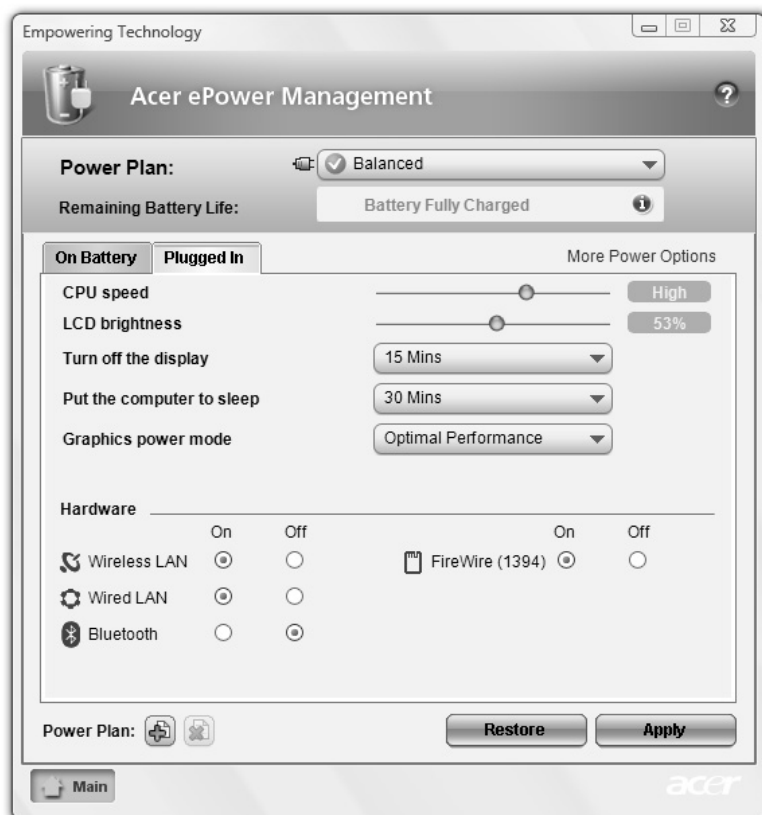 Empowering Technology
Acer ePower Management
Power Plan: Balanced
Remaining Battery Life: Battery Fully Charged
On Battery Plugged In More Power Options
CPU speed High
LCD brightness 53%
Turn off the display 15 Mins
Put the computer to sleep 30 Mins
Graphics power mode Optimal Performance
Hardware
On Off On Off
Wireless LAN FireWire (1394)
Wired LAN
Bluetooth
Power Plan: Restore Apply
Main acer